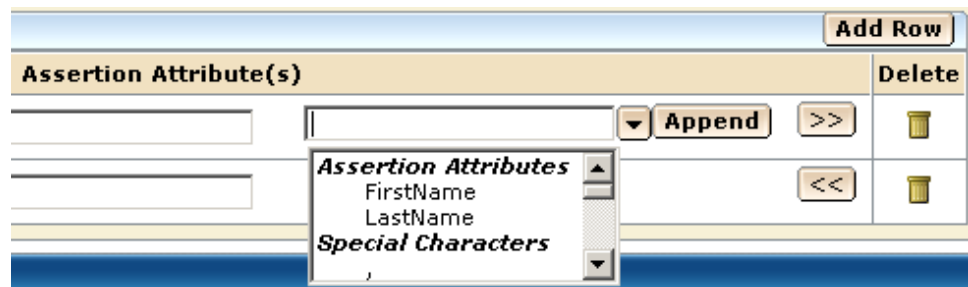 Add Row
Assertion Attribute(s) Delete
Append >>
Assertion Attributes
<<
FirstName
LastName
Special Characters
,